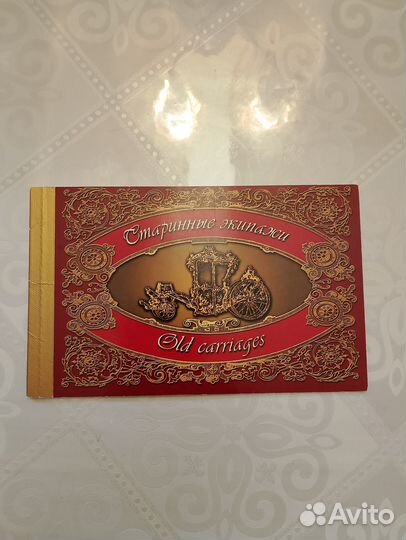 Старинные экипажи
Old carriages
Avito